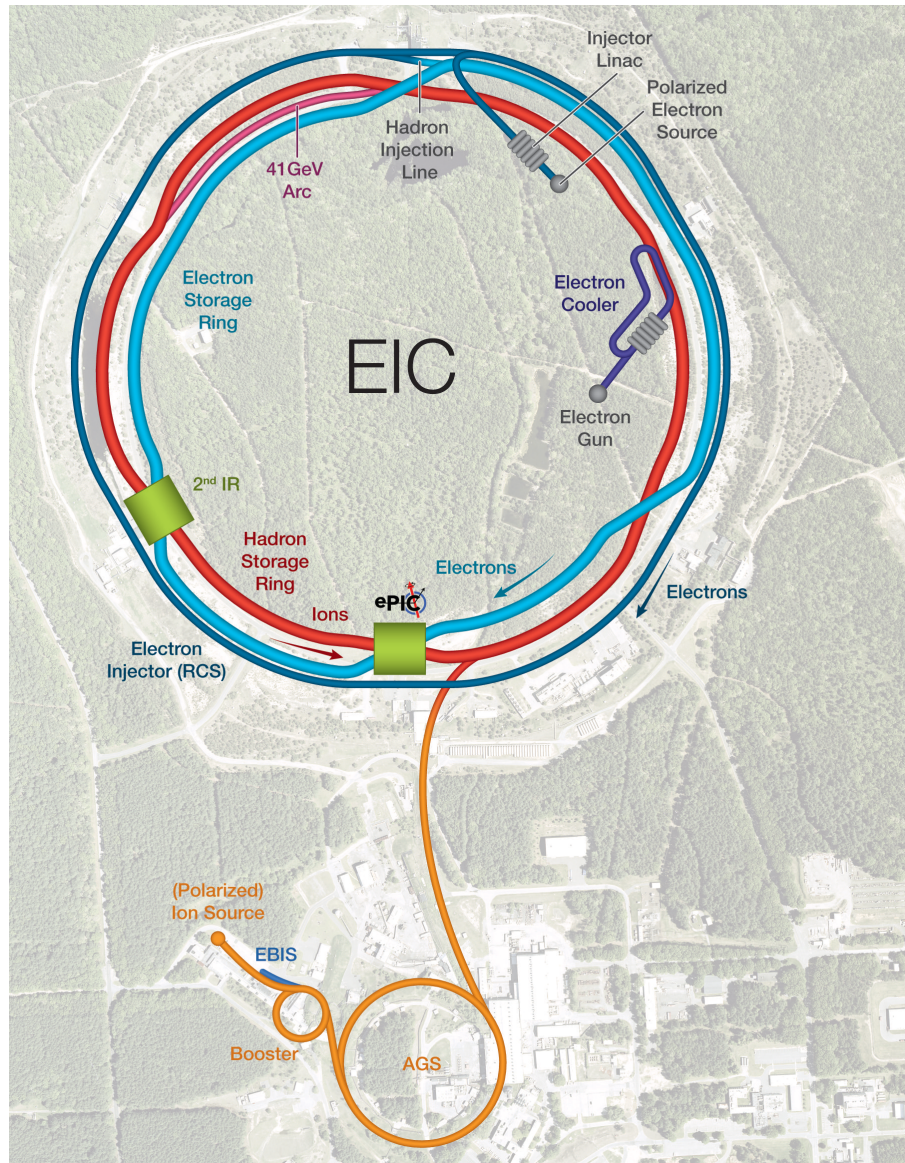 Injector
Linac
Polarized
Electron
Source
Hadron
Injection
Line
41GeV
Arc
Electron
Storage
Ring
Electron
Cooler
EIC
Electron
Gun
2nd IR
Hadron
Storage
Ring
Electrons
ePIC
Ions
Electrons
Electron
Injector (RCS)
(Polarized)
Ion Source
EBIS
Booster
AGS